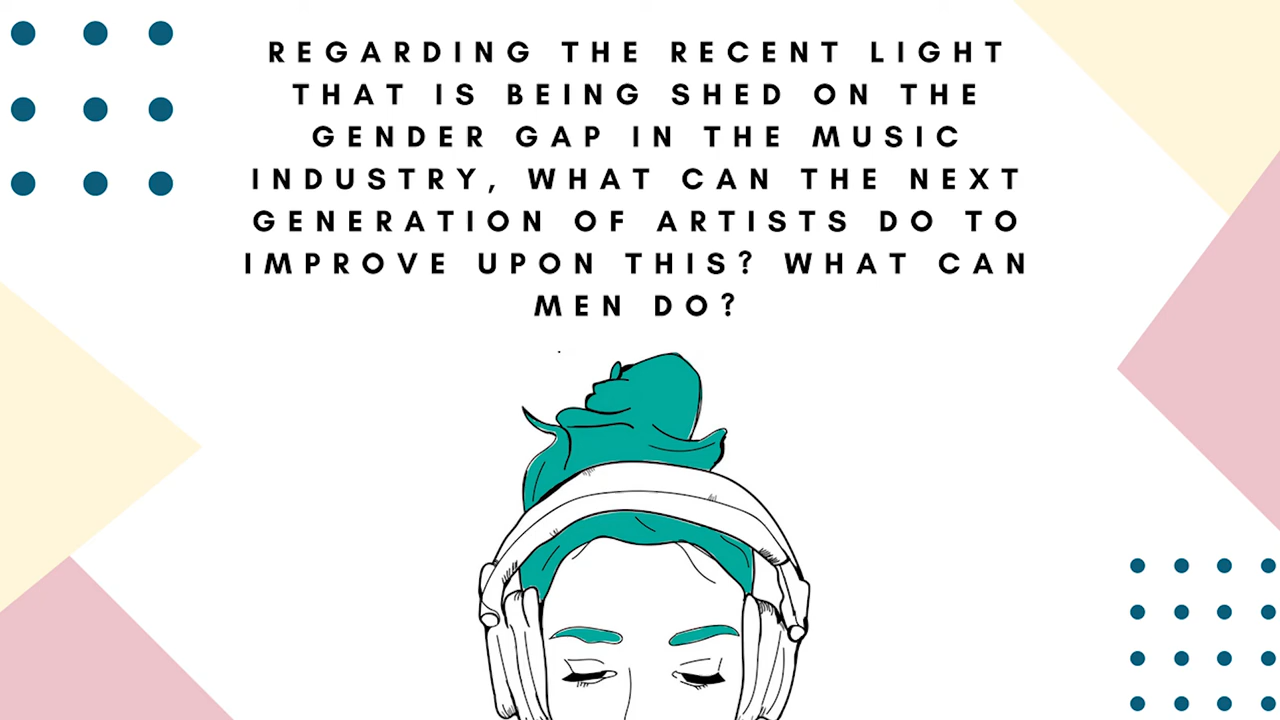 REGARDING THE RECENT LIGHT
THAT IS BEING SHED ON THE
GENDER GAP IN THE MUSIC
INDUSTRY, WHAT CAN THE NEXT
GENERATION OF ARTISTS DO TO
IMPROVE UPON THIS? WHAT CAN
MEN DO?